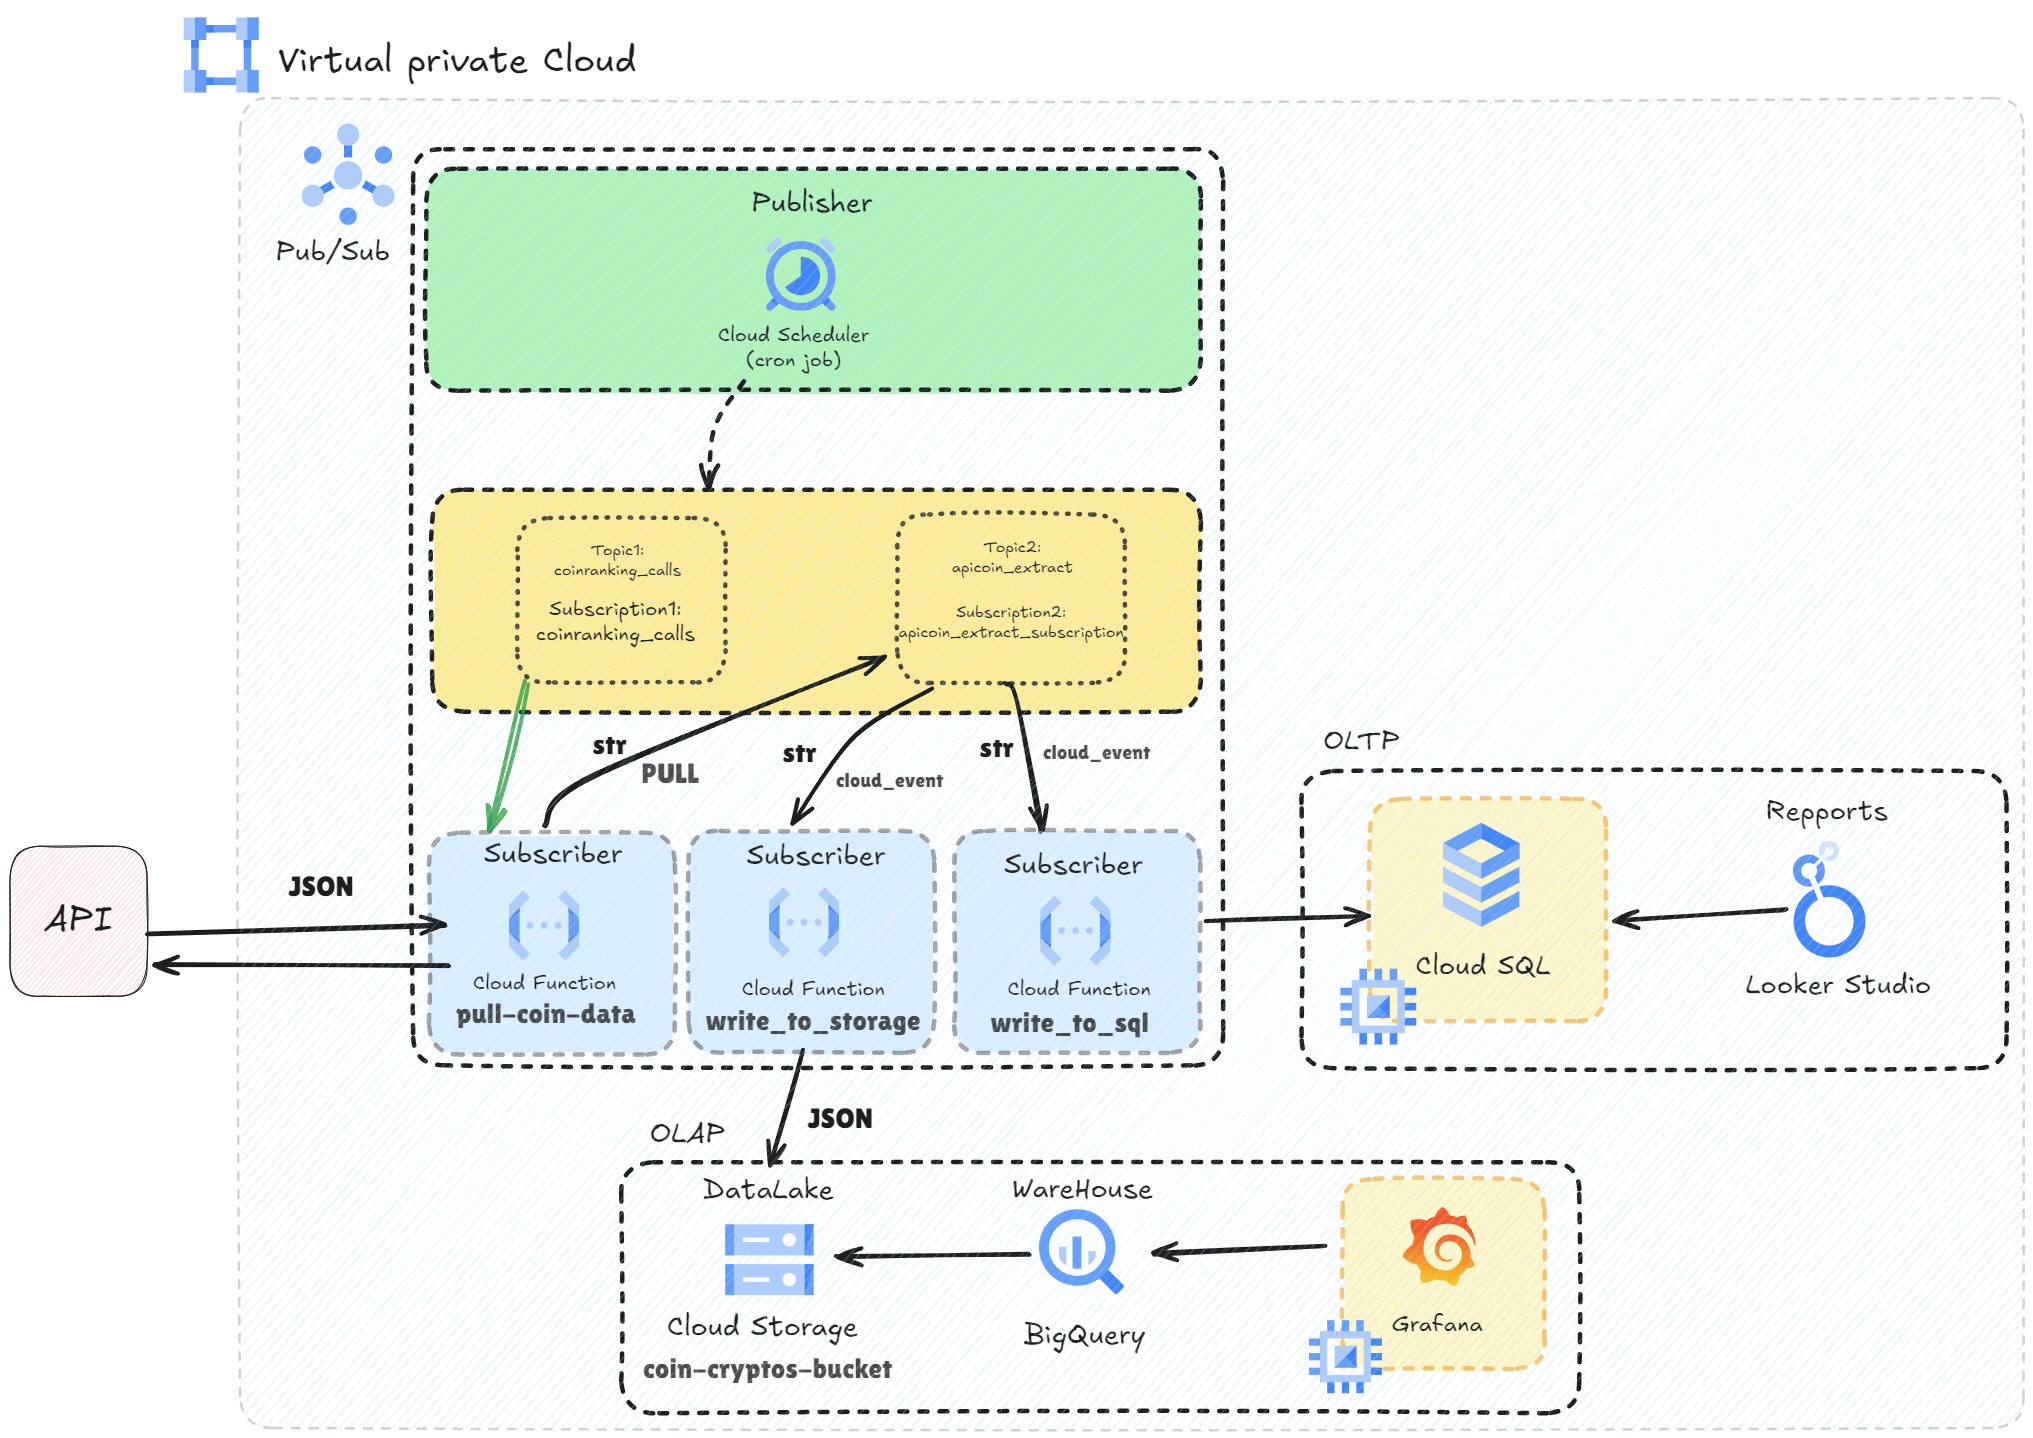 Virtual private Cloud
Pub/Sub
Publisher
Cloud Scheduler
(cron job)
Topic1:
coinranking_calls
Subscription1:
coinranking_calls
Topic2:
apicoin_extract
Subscription2:
apicoin_extract_subscription
str
PULL
str
cloud_event
str
cloud_event
API
JSON
Subscriber
Cloud Function
pull-coin-data
Subscriber
Cloud Function
write_to_storage
Subscriber
Cloud Function
write_to_sql
OLTP
Cloud SQL
Repports
Looker Studio
JSON
OLAP
DataLake
Cloud Storage
coin-cryptos-bucket
WareHouse
BigQuery
Grafana